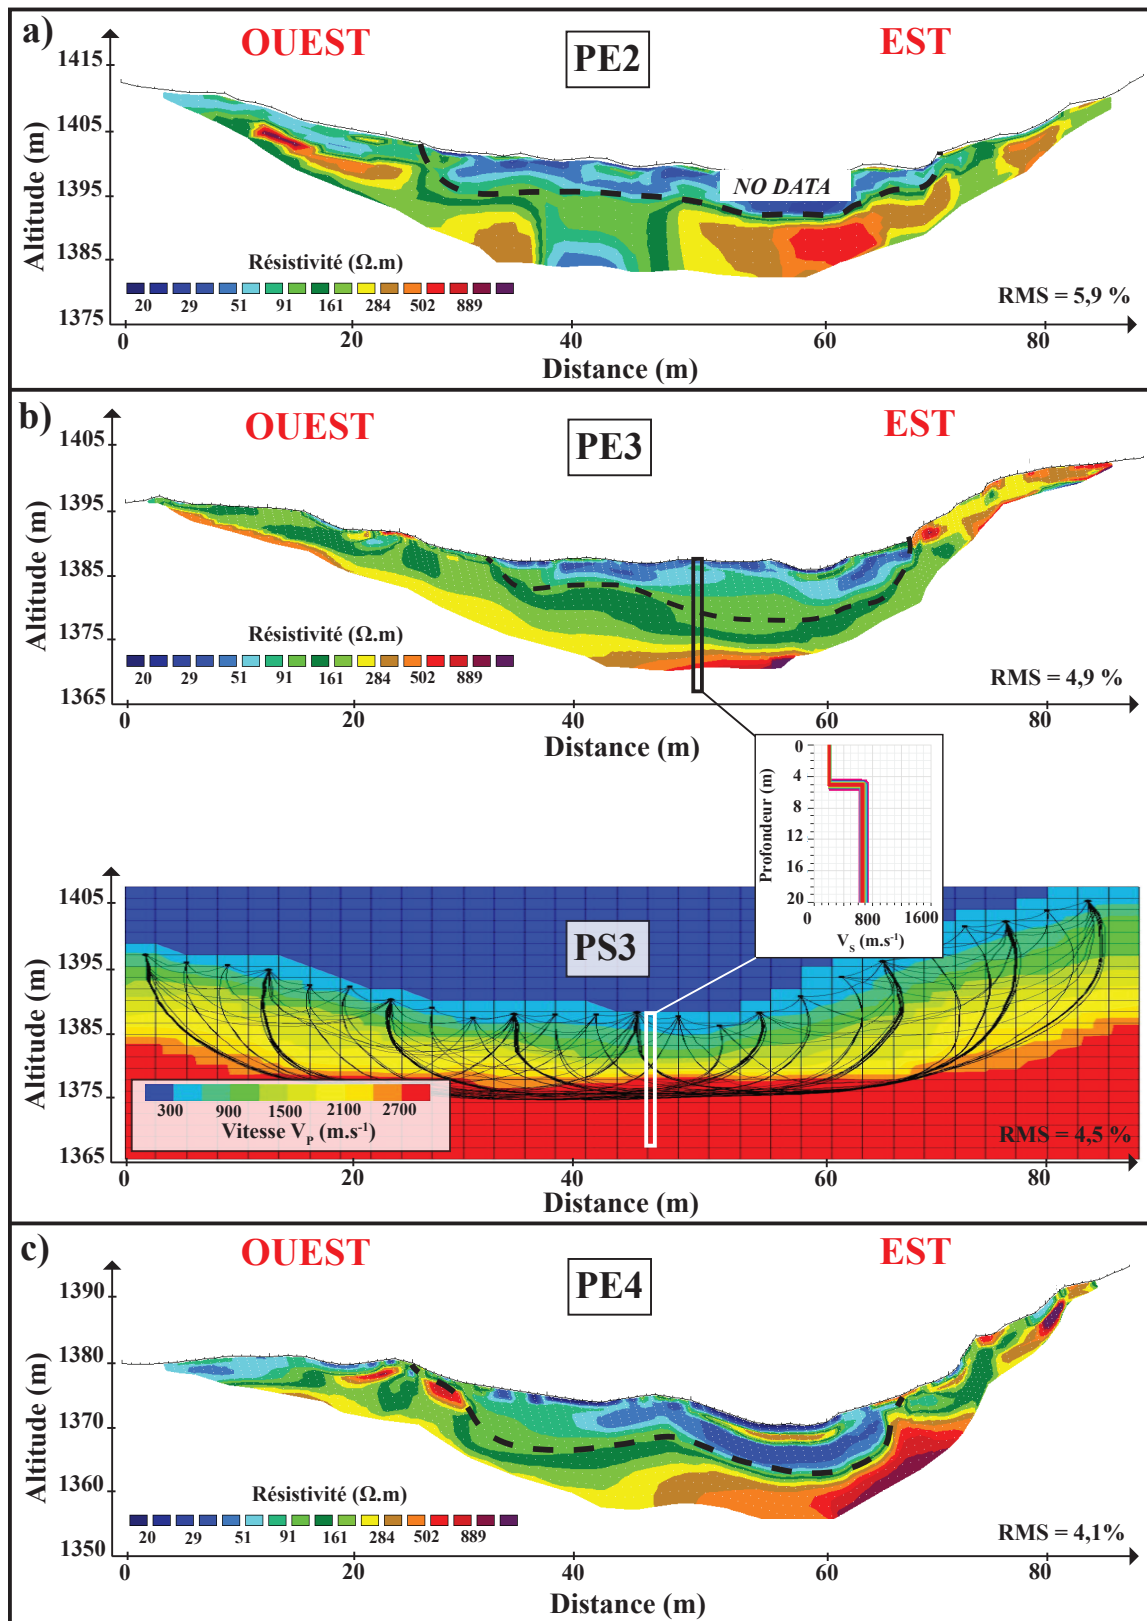 a)
OUEST
PE2
EST
Altitude (m)
1415
1405
1395
1385
1375
NO DATA
Résistivité (Ω.m)
20 29 51 91 161 284 502 889
RMS = 5,9 %
0 20 40 60 80
Distance (m)
b)
OUEST
PE3
EST
Altitude (m)
1405
1395
1385
1375
1365
Résistivité (Ω.m)
20 29 51 91 161 284 502 889
RMS = 4,9 %
0 20 40 60 80
Distance (m)
Profondeur (m)
0
4
8
12
16
20
0 800 1600
Vs (m.s-1)
PS3
Altitude (m)
1405
1395
1385
1375
1365
300 900 1500 2100 2700
Vitesse VP (m.s-1)
RMS = 4,5 %
0 20 40 60 80
Distance (m)
c)
OUEST
PE4
EST
Altitude (m)
1390
1380
1370
1360
1350
Résistivité (Ω.m)
20 29 51 91 161 284 502 889
RMS = 4,1%
0 20 40 60 80
Distance (m)